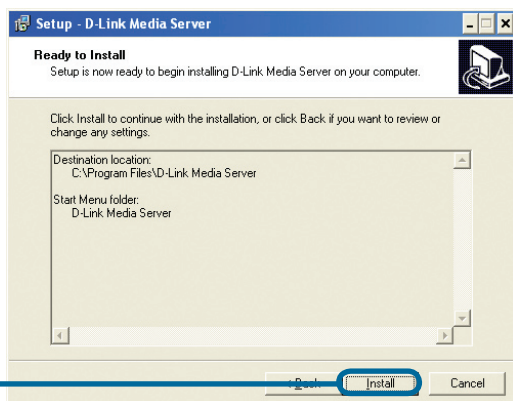 Setup - D-Link Media Server
Ready to Install
Setup is now ready to begin installing D-Link Media Server on your computer.
Click Install to continue with the installation, or click Back if you want to review or
change any settings.
Destination location:
C:\Program Files\D-Link Media Server
Start Menu folder:
D-Link Media Server
Install
Cancel